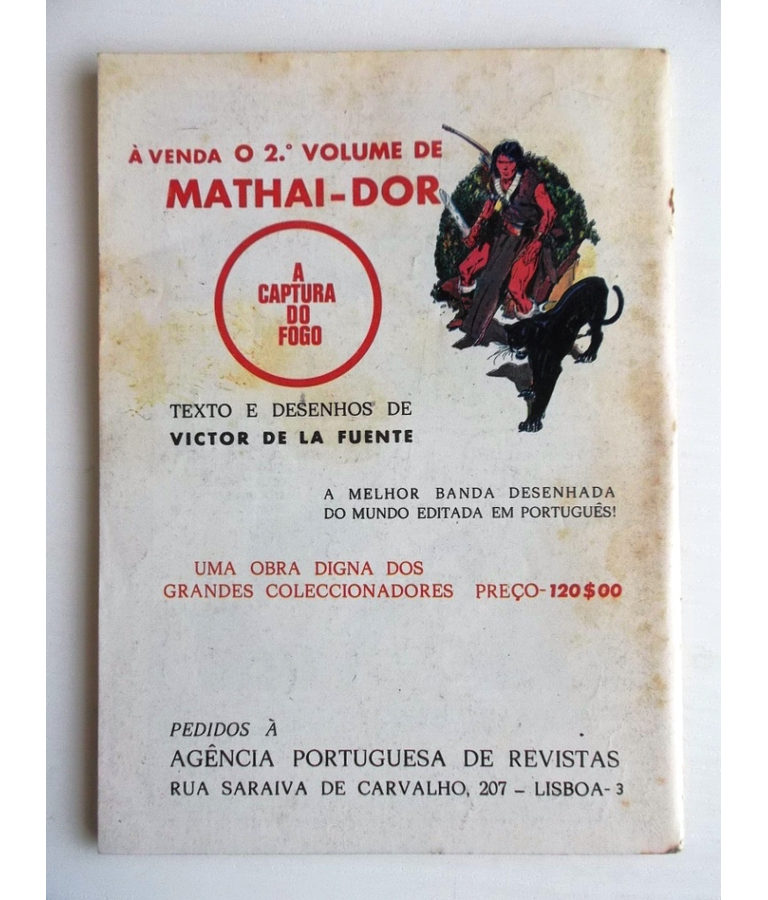 À VENDA O 2.º VOLUME DE
MATHAI-DOR
A
CAPTURA
DO
FOGO
TEXTO E DESENHOS DE
VICTOR DE LA FUENTE
A MELHOR BANDA DESENHADA
DO MUNDO EDITADA EM PORTUGUÊS!
UMA OBRA DIGNA DOS
GRANDES COLECCIONADORES PREÇO-120$00
PEDIDOS À
AGÊNCIA PORTUGUESA DE REVISTAS
RUA SARAIVA DE CARVALHO, 207 – LISBOA-3